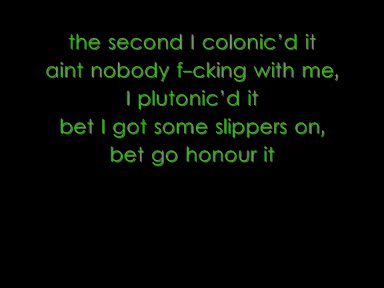 the second I colonic'd it
aint nobody f-cking with me,
I plutonic'd it
bet I got some slippers on,
bet go honour it